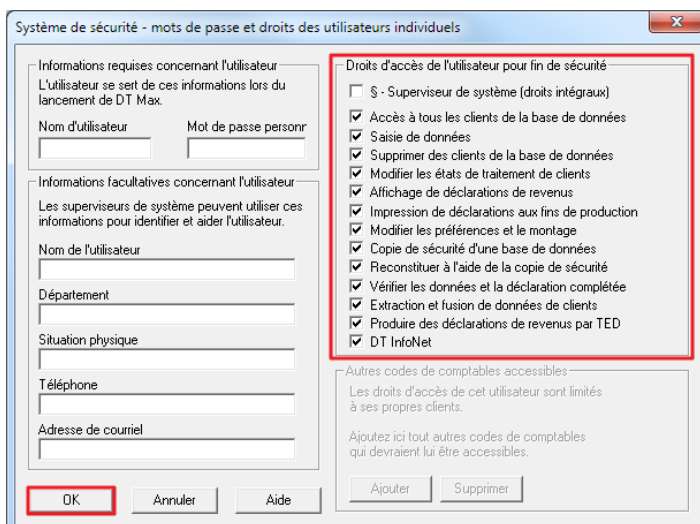 Système de sécurité - mots de passe et droits des utilisateurs individuels
Informations requises concernant l'utilisateur
L'utilisateur se sert de ces informations lors du
lancement de DT Max.
Nom d'utilisateur
Mot de passe personr
Informations facultatives concernant l'utilisateur
Les superviseurs de système peuvent utiliser ces
informations pour identifier et aider l'utilisateur.
Nom de l'utilisateur
Département
Situation physique
Téléphone
Adresse de courriel
OK
Annuler
Aide
Droits d'accès de l'utilisateur pour fin de sécurité
§ - Superviseur de système (droits intégraux)
Accès à tous les clients de la base de données
Saisie de données
Supprimer des clients de la base de données
Modifier les états de traitement de clients
Affichage de déclarations de revenus
Impression de déclarations aux fins de production
Modifier les préférences et le montage
Copie de sécurité d'une base de données
Reconstituer à l'aide de la copie de sécurité
Vérifier les données et la déclaration complétée
Extraction et fusion de données de clients
Produire des déclarations de revenus par TED
DT InfoNet
Autres codes de comptables accessibles
Les droits d'accès de cet utilisateur sont limités
à ses propres clients.
Ajoutez ici tout autres codes de comptables
qui devraient lui être accessibles.
Ajouter
Supprimer